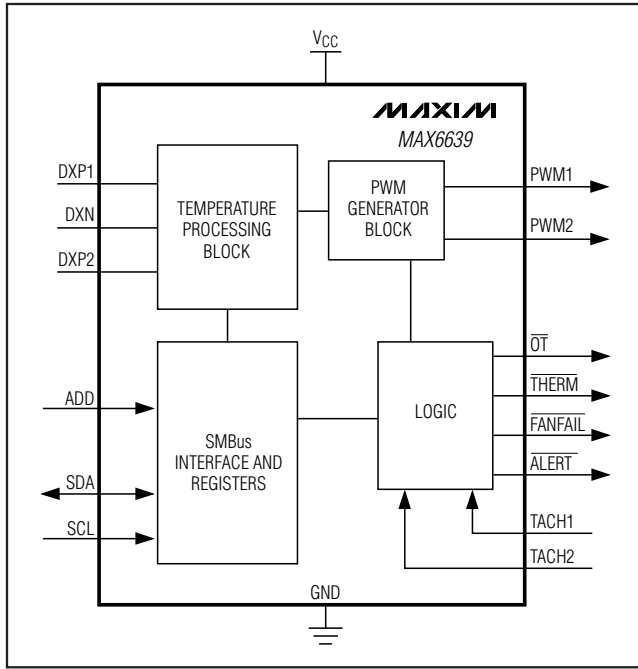 VCC
MAXIM
MAX6639
DXP1
DXN
DXP2
TEMPERATURE
PROCESSING
BLOCK
PWM
GENERATOR
BLOCK
PWM1
PWM2
ADD
SDA
SCL
SMBus
INTERFACE AND
REGISTERS
LOGIC
OT
THERM
FANFAIL
ALERT
TACH1
TACH2
GND